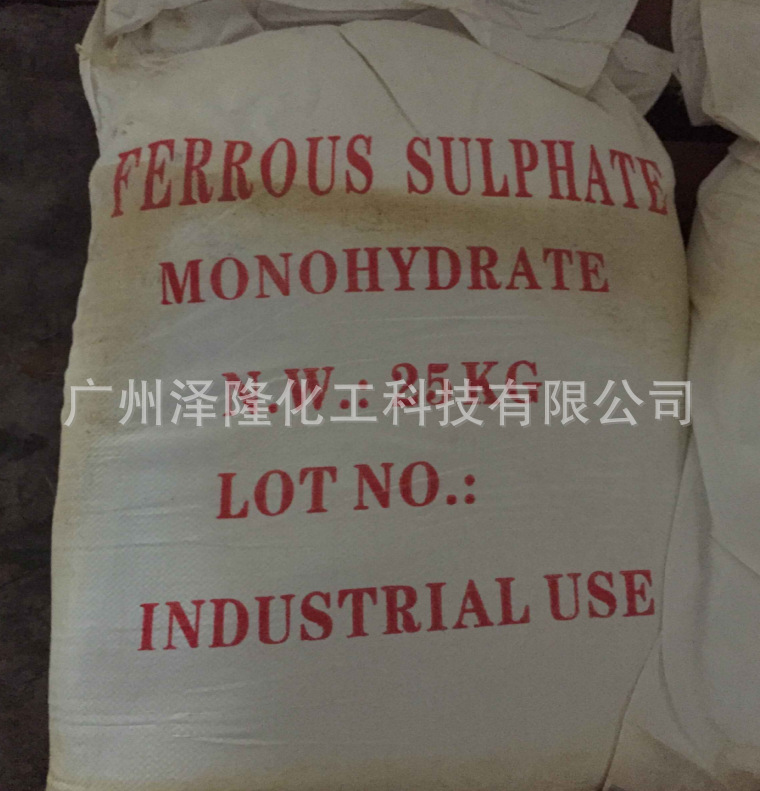 FERROUS SULPHATE
MONOHYDRATE
N.W.: 25KG
广州泽隆化工科技有限公司
LOT NO.:
INDUSTRIAL USE